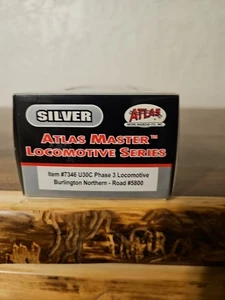 SILVER
ATLAS
ATLAS MASTER™
LOCOMOTIVE SERIES
Item #7346 U30C Phase 3 Locomotive
Burlington Northern - Road #5800